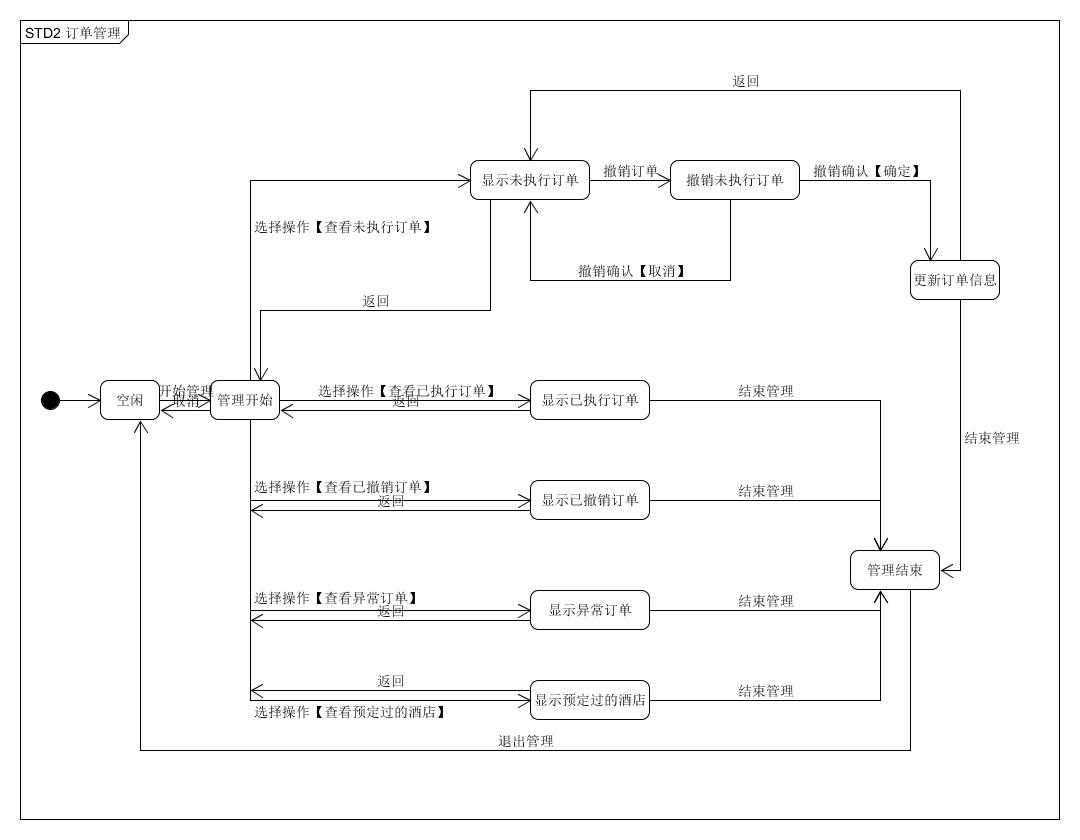 STD2 订单管理
返回
显示未执行订单
撤销订单
撤销未执行订单
撤销确认【确定】
选择操作【查看未执行订单】
撤销确认【取消】
更新订单信息
返回
空闲
开始管理
取消
管理开始
选择操作【查看已执行订单】
返回
显示已执行订单
结束管理
结束管理
选择操作【查看已撤销订单】
返回
显示已撤销订单
结束管理
管理结束
选择操作【查看异常订单】
返回
显示异常订单
结束管理
返回
选择操作【查看预定过的酒店】
显示预定过的酒店
结束管理
退出管理